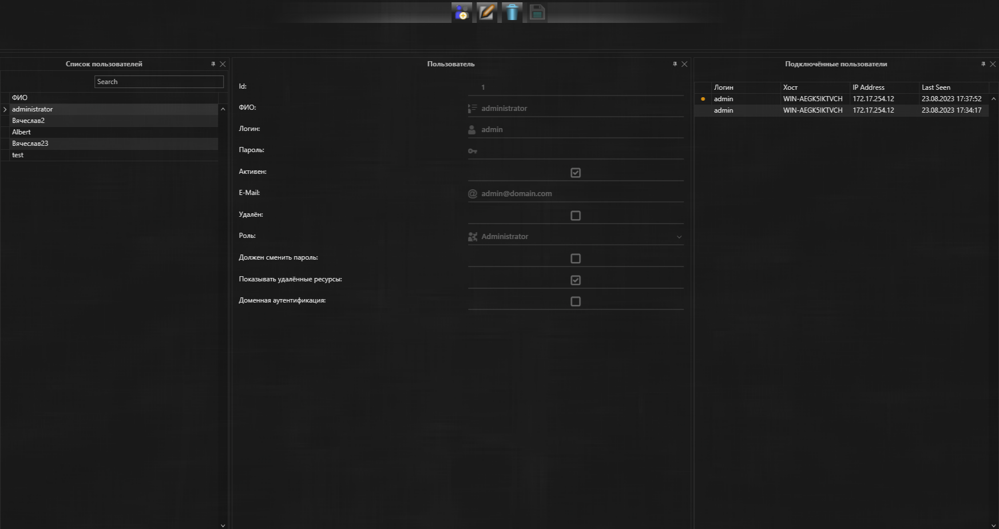 Список пользователей
Search
ФИО
administrator
Вячеслав2
Albert
Вячеслав23
test
Пользователь
Id: 1
ФИО: administrator
Логин: admin
Пароль:
Активен:
E-Mail: @ admin@domain.com
Удалён:
Роль: Administrator
Должен сменить пароль:
Показывать удалённые ресурсы:
Доменная аутентификация:
Подключённые пользователи
Логин Хост IP Address Last Seen
admin WIN-AEGK5IKTVCH 172.17.254.12 23.08.2023 17:37:52
admin WIN-AEGK5IKTVCH 172.17.254.12 23.08.2023 17:34:17